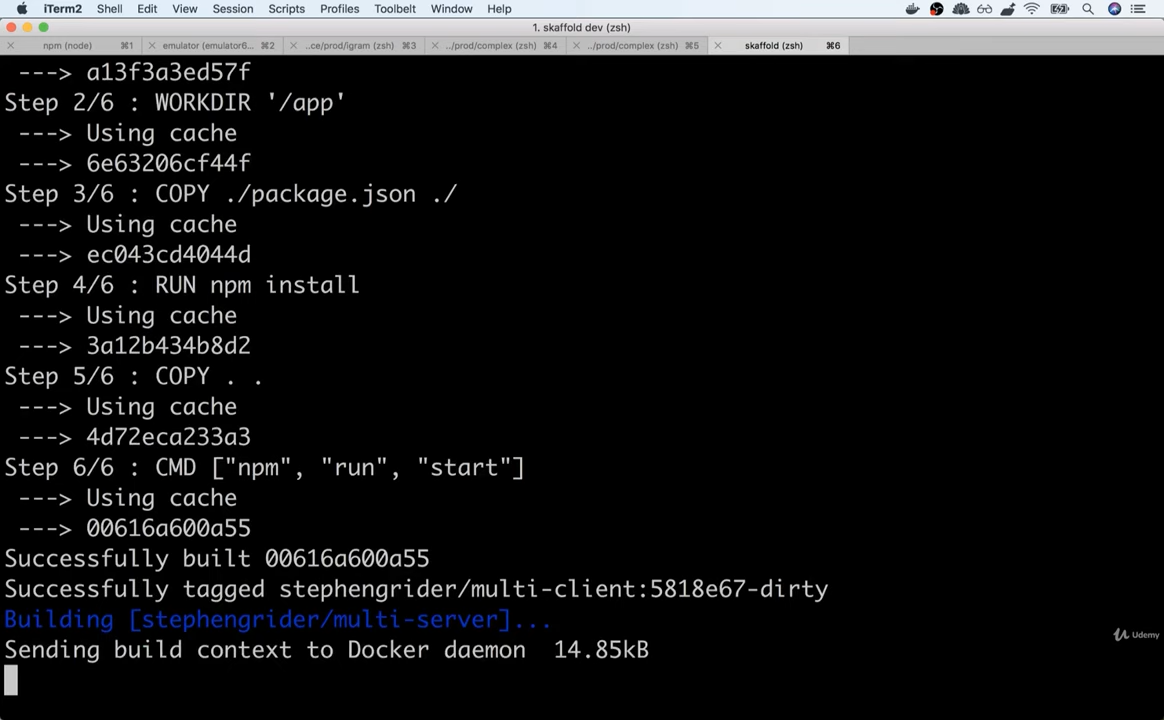 iTerm2 Shell Edit View Session Scripts Profiles Toolbelt Window Help
1. skaffold dev (zsh)
npm (node) ⌘1 emulator (emulator6... ⌘2 ...ce/prod/igram (zsh) ⌘3 ../prod/complex (zsh) ⌘4 ../prod/complex (zsh) ⌘5 skaffold (zsh) ⌘6
---> a13f3a3ed57f
Step 2/6 : WORKDIR '/app'
---> Using cache
---> 6e63206cf44f
Step 3/6 : COPY ./package.json ./
---> Using cache
---> ec043cd4044d
Step 4/6 : RUN npm install
---> Using cache
---> 3a12b434b8d2
Step 5/6 : COPY . .
---> Using cache
---> 4d72eca233a3
Step 6/6 : CMD ["npm", "run", "start"]
---> Using cache
---> 00616a600a55
Successfully built 00616a600a55
Successfully tagged stephengrider/multi-client:5818e67-dirty
Building [stephengrider/multi-server]...
Sending build context to Docker daemon 14.85kB
Udemy